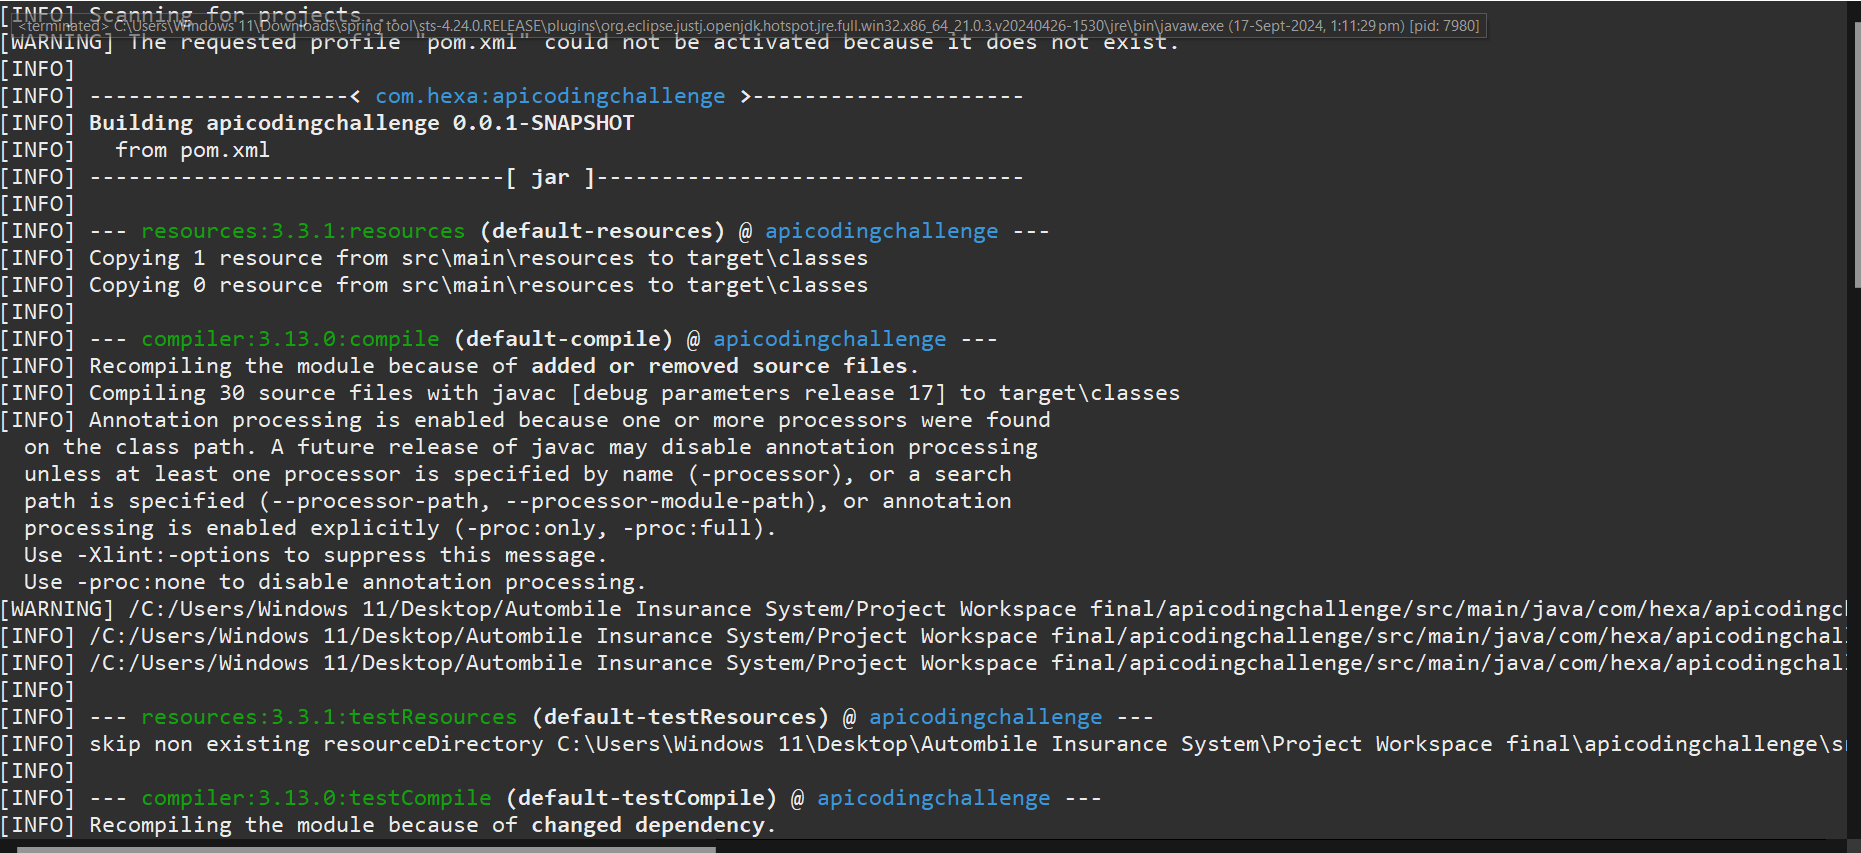 [INFO] Scanning for projects...
<terminated> C:\Users\Windows 11\Downloads\spring tool\sts-4.24.0.RELEASE\plugins\org.eclipse.justj.openjdk.hotspot.jre.full.win32.x86_64_21.0.3.v20240426-1530\jre\bin\javaw.exe (17-Sept-2024, 1:11:29 pm) [pid: 7980]
[WARNING] The requested profile "pom.xml" could not be activated because it does not exist.
[INFO]
[INFO] --------------------< com.hexa:apicodingchallenge >---------------------
[INFO] Building apicodingchallenge 0.0.1-SNAPSHOT
[INFO]   from pom.xml
[INFO] --------------------------------[ jar ]---------------------------------
[INFO]
[INFO] --- resources:3.3.1:resources (default-resources) @ apicodingchallenge ---
[INFO] Copying 1 resource from src\main\resources to target\classes
[INFO] Copying 0 resource from src\main\resources to target\classes
[INFO]
[INFO] --- compiler:3.13.0:compile (default-compile) @ apicodingchallenge ---
[INFO] Recompiling the module because of added or removed source files.
[INFO] Compiling 30 source files with javac [debug parameters release 17] to target\classes
[INFO] Annotation processing is enabled because one or more processors were found
  on the class path. A future release of javac may disable annotation processing
  unless at least one processor is specified by name (-processor), or a search
  path is specified (--processor-path, --processor-module-path), or annotation
  processing is enabled explicitly (-proc:only, -proc:full).
  Use -Xlint:-options to suppress this message.
  Use -proc:none to disable annotation processing.
[WARNING] /C:/Users/Windows 11/Desktop/Autombile Insurance System/Project Workspace final/apicodingchallenge/src/main/java/com/hexa/apicodingc
[INFO] /C:/Users/Windows 11/Desktop/Autombile Insurance System/Project Workspace final/apicodingchallenge/src/main/java/com/hexa/apicodingchal
[INFO] /C:/Users/Windows 11/Desktop/Autombile Insurance System/Project Workspace final/apicodingchallenge/src/main/java/com/hexa/apicodingchal
[INFO]
[INFO] --- resources:3.3.1:testResources (default-testResources) @ apicodingchallenge ---
[INFO] skip non existing resourceDirectory C:\Users\Windows 11\Desktop\Autombile Insurance System\Project Workspace final\apicodingchallenge\s
[INFO]
[INFO] --- compiler:3.13.0:testCompile (default-testCompile) @ apicodingchallenge ---
[INFO] Recompiling the module because of changed dependency.